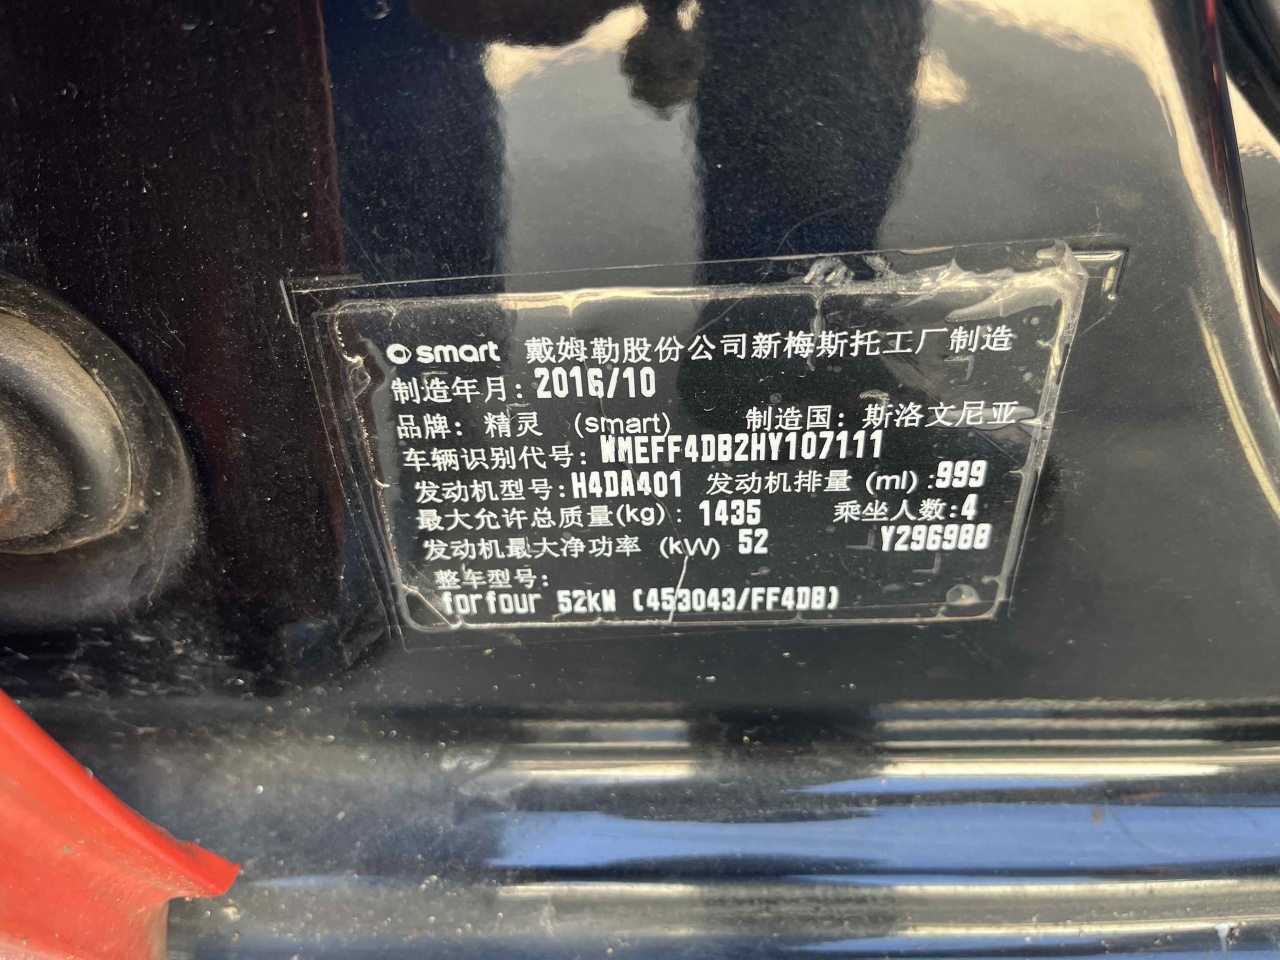 smart 戴姆勒股份公司新梅斯托工厂制造
制造年月: 2016/10
品牌: 精灵 (smart) 制造国: 斯洛文尼亚
车辆识别代号: WMEFF4DB2HY107111
发动机型号: H4DA401 发动机排量 (ml) :999
最大允许总质量(kg) : 1435 乘坐人数:4
发动机最大净功率 (kW) 52 Y296988
整车型号:
forfour 52kW (453043/FF4DB)